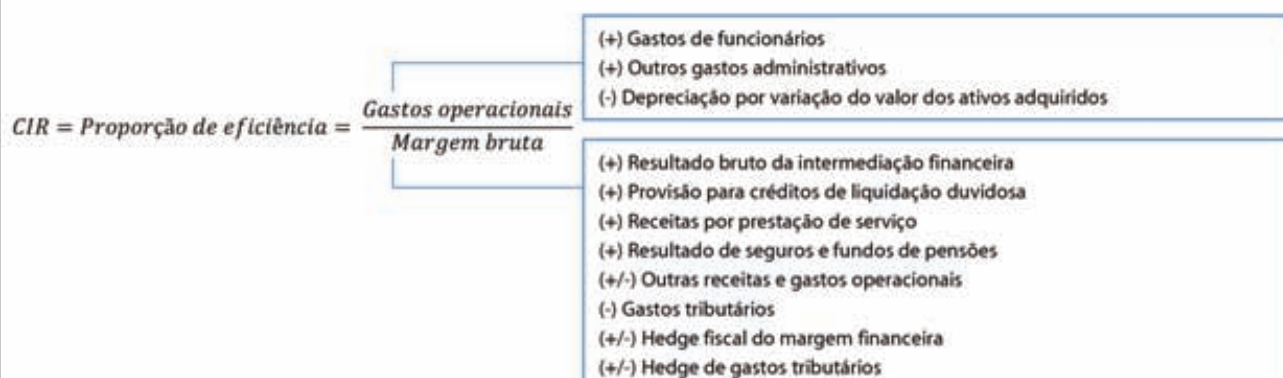 CIR = Proporção de eficiência = Gastos operacionais
Margem bruta
(+) Gastos de funcionários
(+) Outros gastos administrativos
(-) Depreciação por variação do valor dos ativos adquiridos
(+) Resultado bruto da intermediação financeira
(+) Provisão para créditos de liquidação duvidosa
(+) Receitas por prestação de serviço
(+) Resultado de seguros e fundos de pensões
(+/-) Outras receitas e gastos operacionais
(-) Gastos tributários
(+/-) Hedge fiscal do margem financeira
(+/-) Hedge de gastos tributários